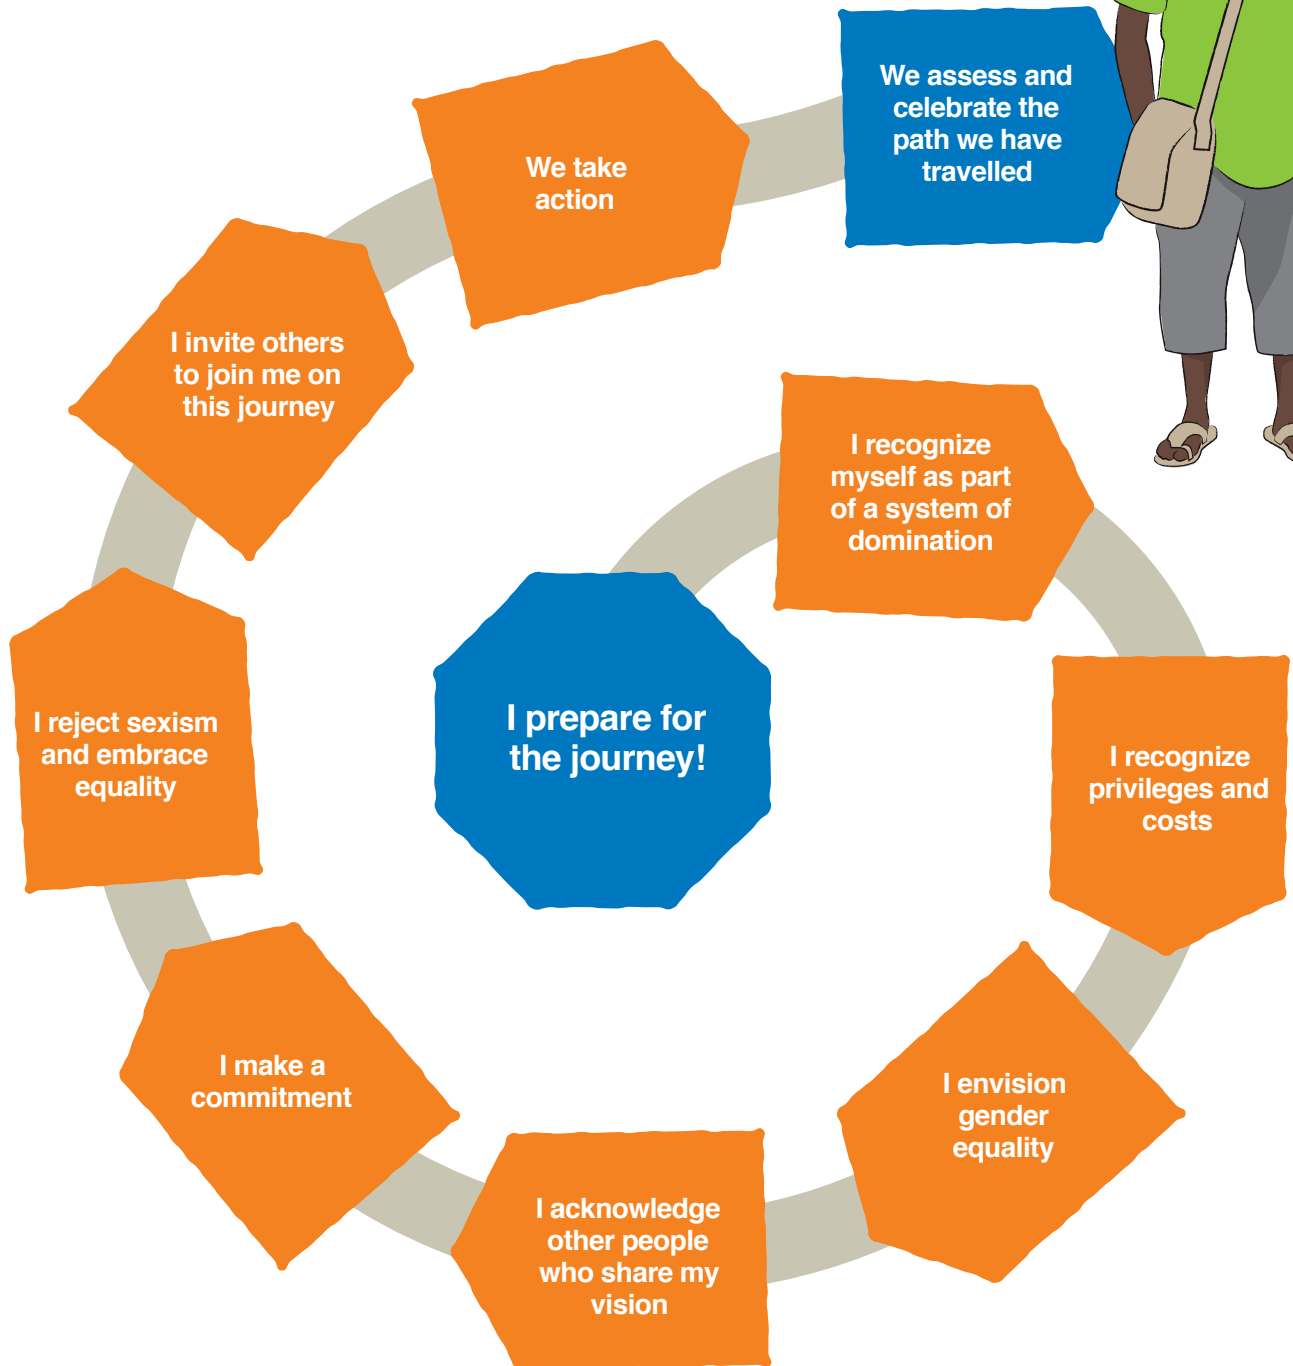 I prepare for
the journey!
I recognize
myself as part
of a system of
domination
I recognize
privileges and
costs
I envision
gender
equality
I acknowledge
other people
who share my
vision
I make a
commitment
I reject sexism
and embrace
equality
I invite others
to join me on
this journey
We take
action
We assess and
celebrate the
path we have
travelled